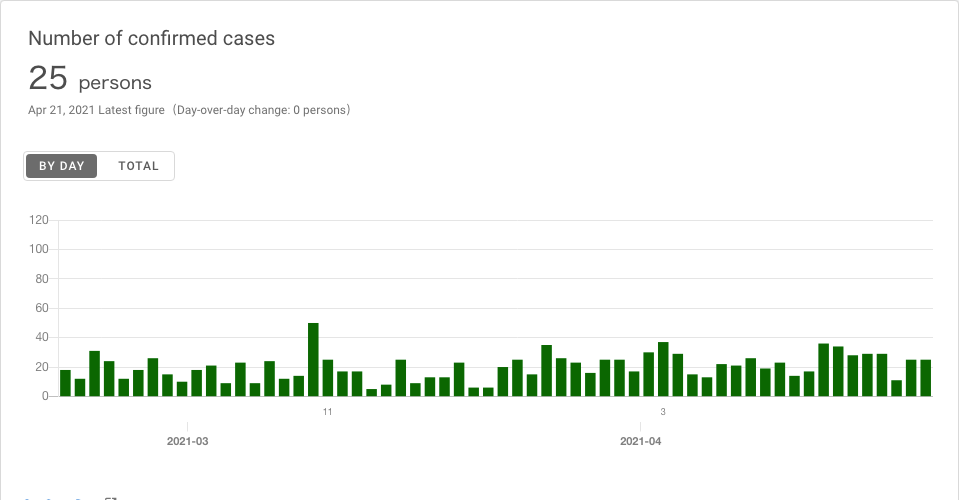 Number of confirmed cases
25 persons
Apr 21, 2021 Latest figure (Day-over-day change: 0 persons)
BY DAY TOTAL
120
100
80
60
40
20
0
11 3
2021-03 2021-04